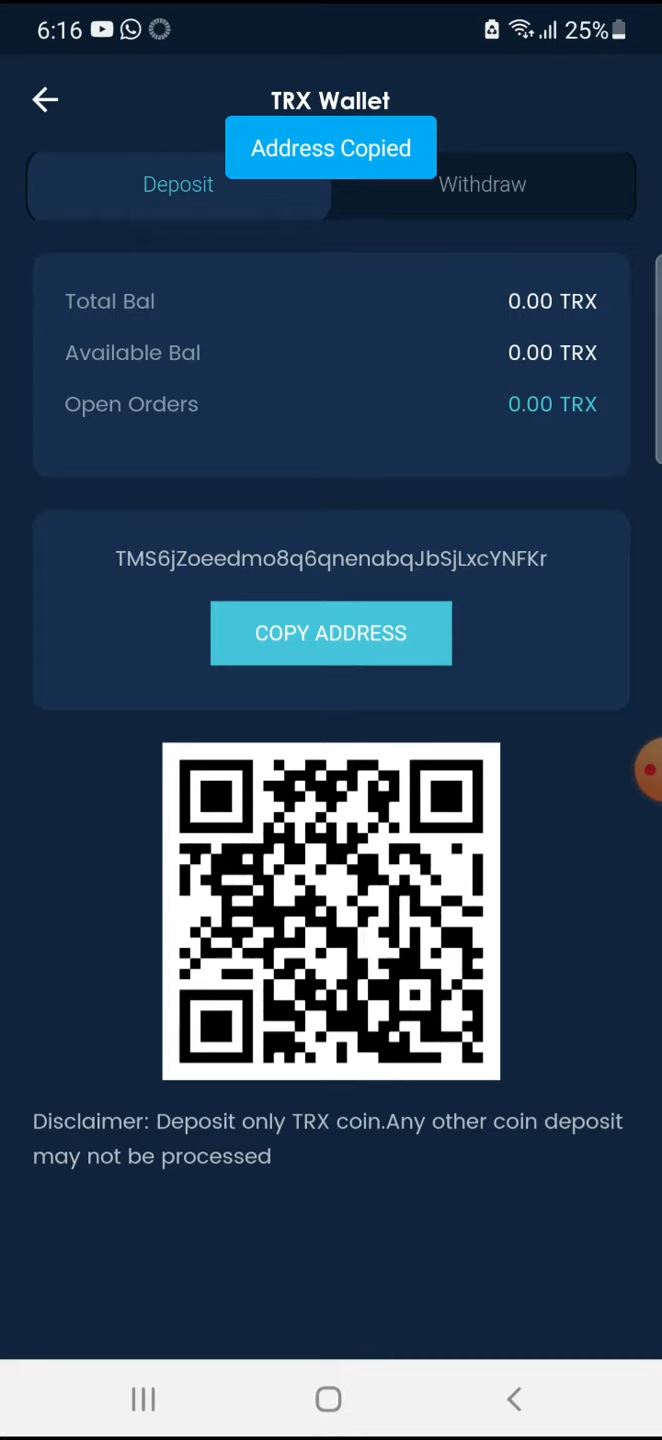 6:16 25%
TRX Wallet
Address Copied
Deposit Withdraw
Total Bal 0.00 TRX
Available Bal 0.00 TRX
Open Orders 0.00 TRX
TMS6jZoeedmo8q6qnenabqJbSjLxcYNFKr
COPY ADDRESS
Disclaimer: Deposit only TRX coin.Any other coin deposit
may not be processed